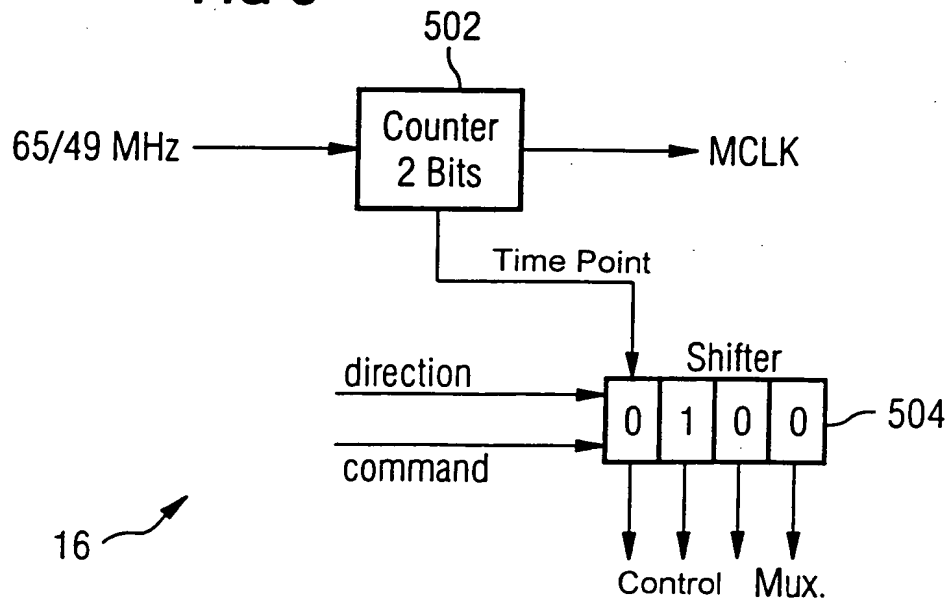 502
65/49 MHz
Counter
2 Bits
MCLK
Time Point
Shifter
direction
0 1 0 0
504
command
16
Control Mux.